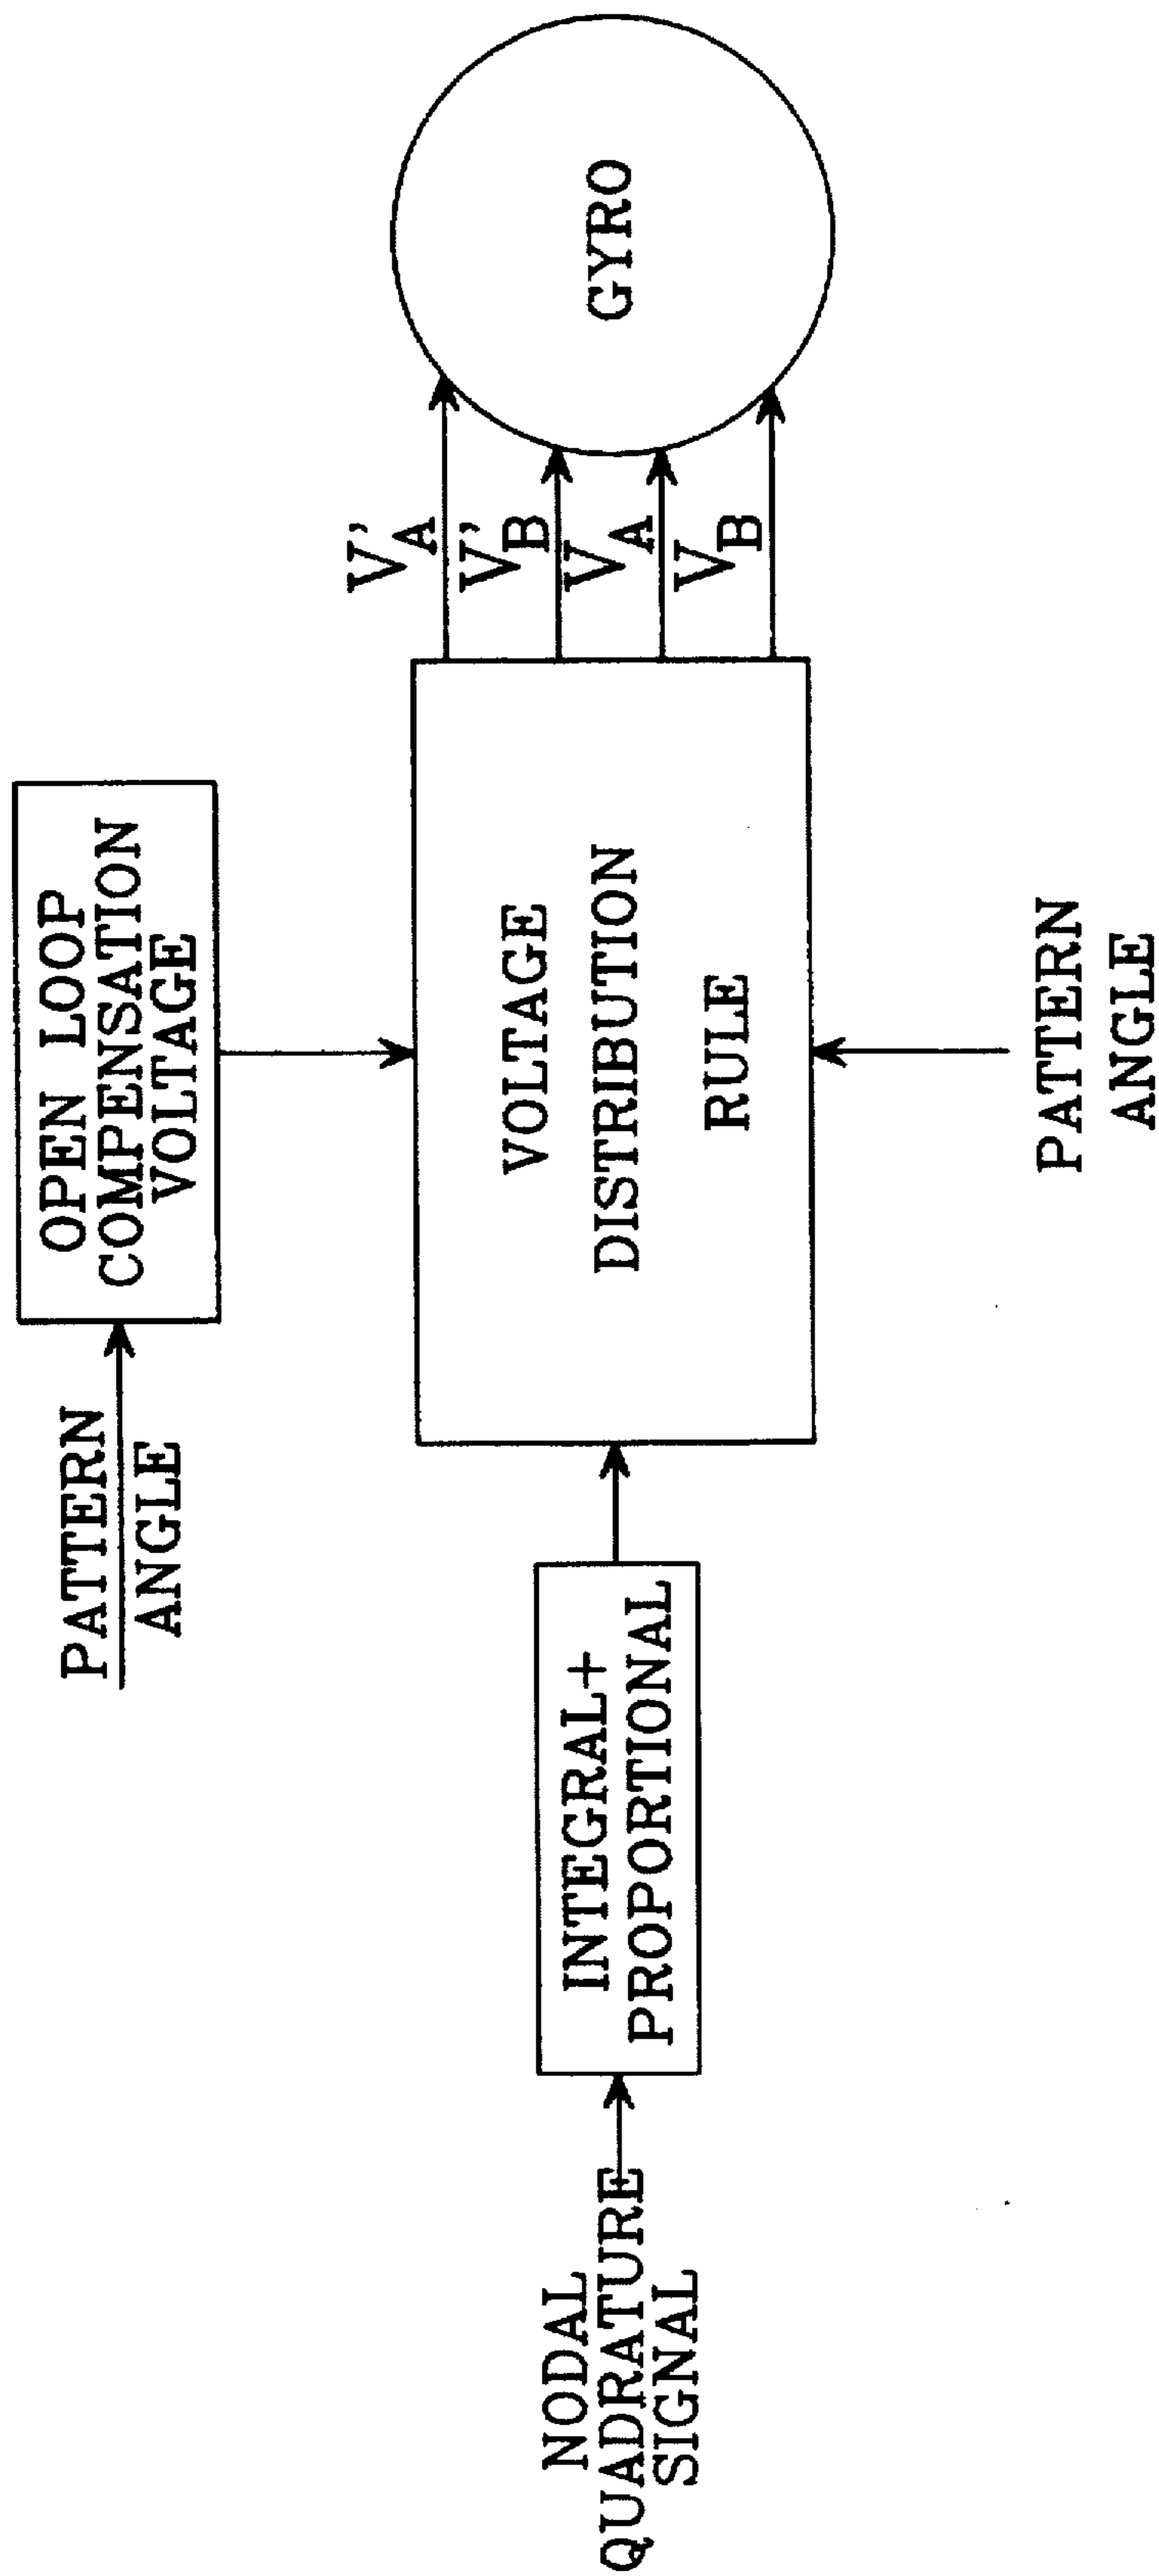 PATTERN
ANGLE
OPEN LOOP
COMPENSATION
VOLTAGE
NODAL
QUADRATURE
SIGNAL
INTEGRAL+
PROPORTIONAL
VOLTAGE
DISTRIBUTION
RULE
V'A
V'B
VA
VB
GYRO
PATTERN
ANGLE